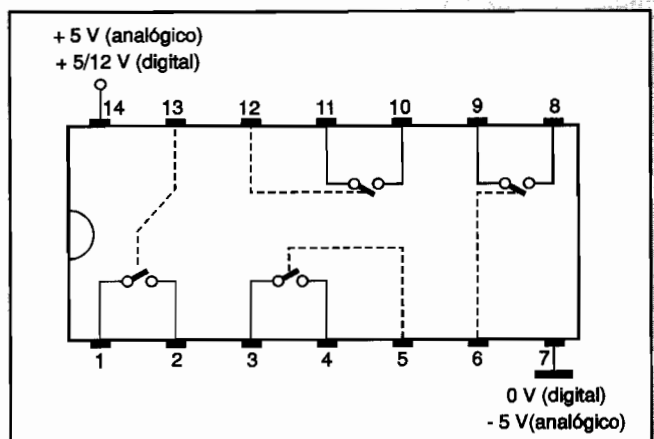 + 5 V (analógico)
+ 5/12 V (digital)
14 13 12 11 10 9 8
1 2 3 4 5 6 7
0 V (digital)
- 5 V(analógico)